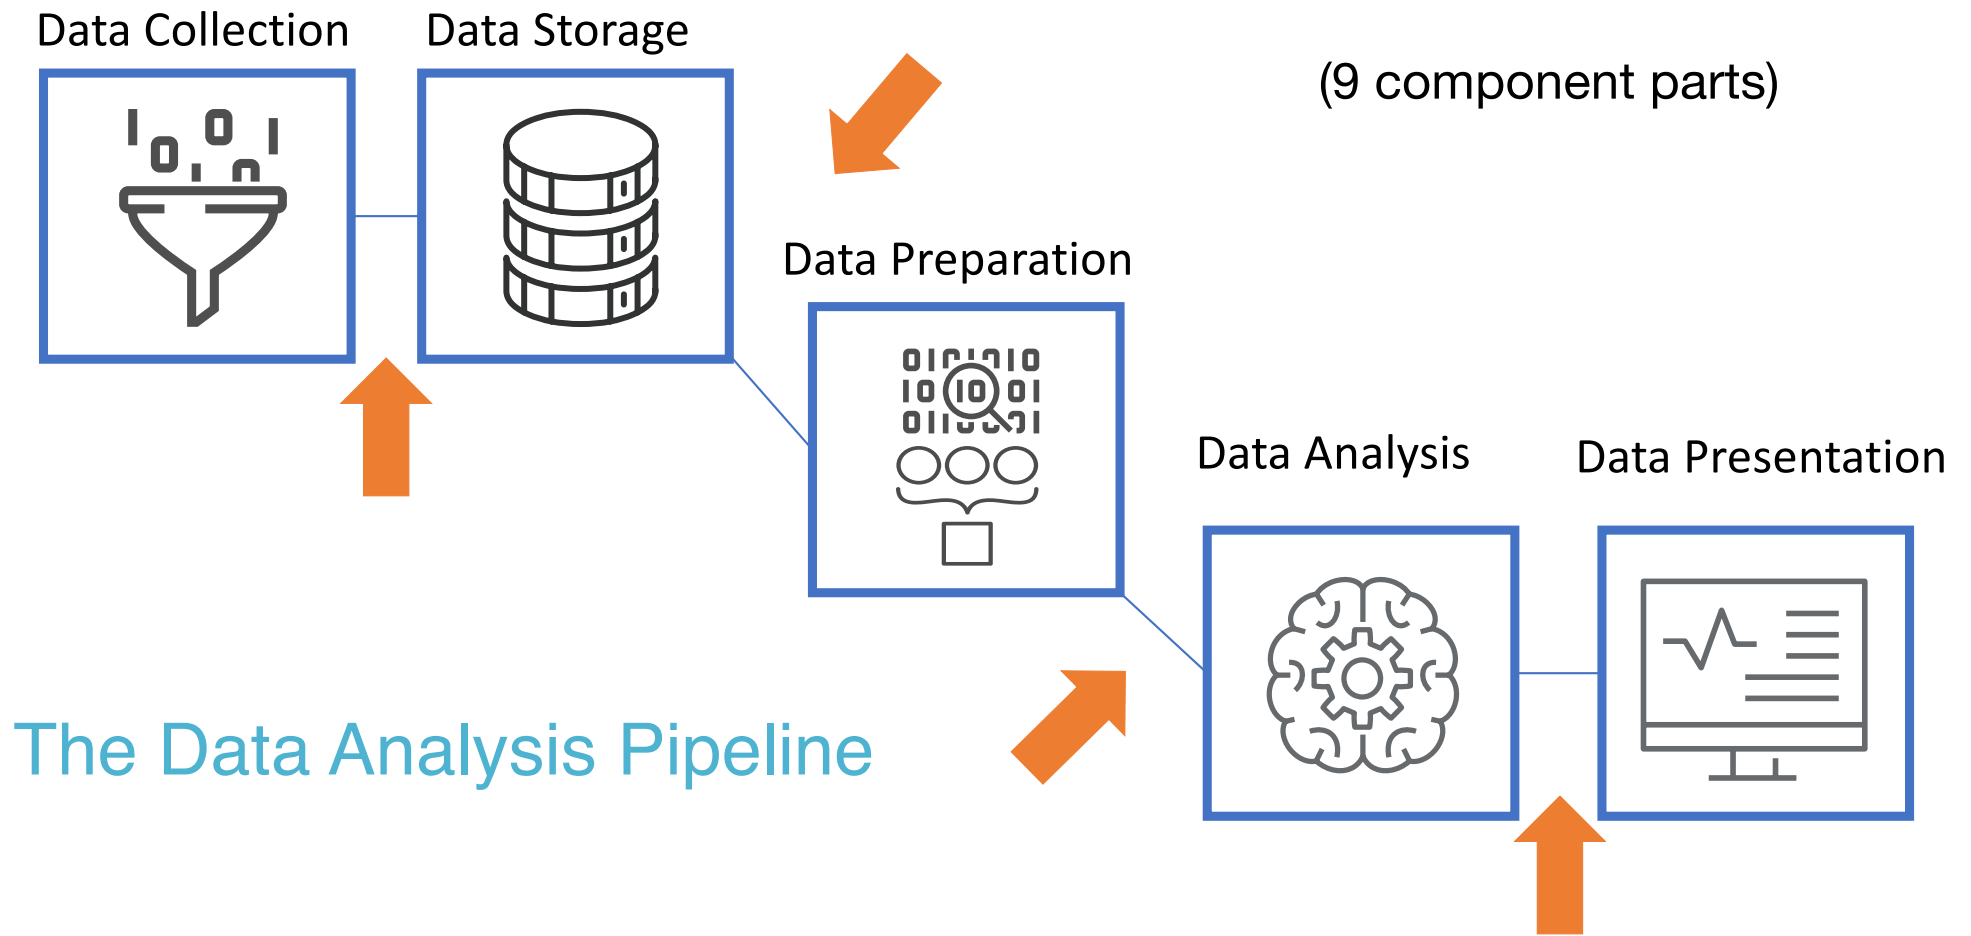 Data Collection
Data Storage
(9 component parts)
Data Preparation
Data Analysis
Data Presentation
The Data Analysis Pipeline